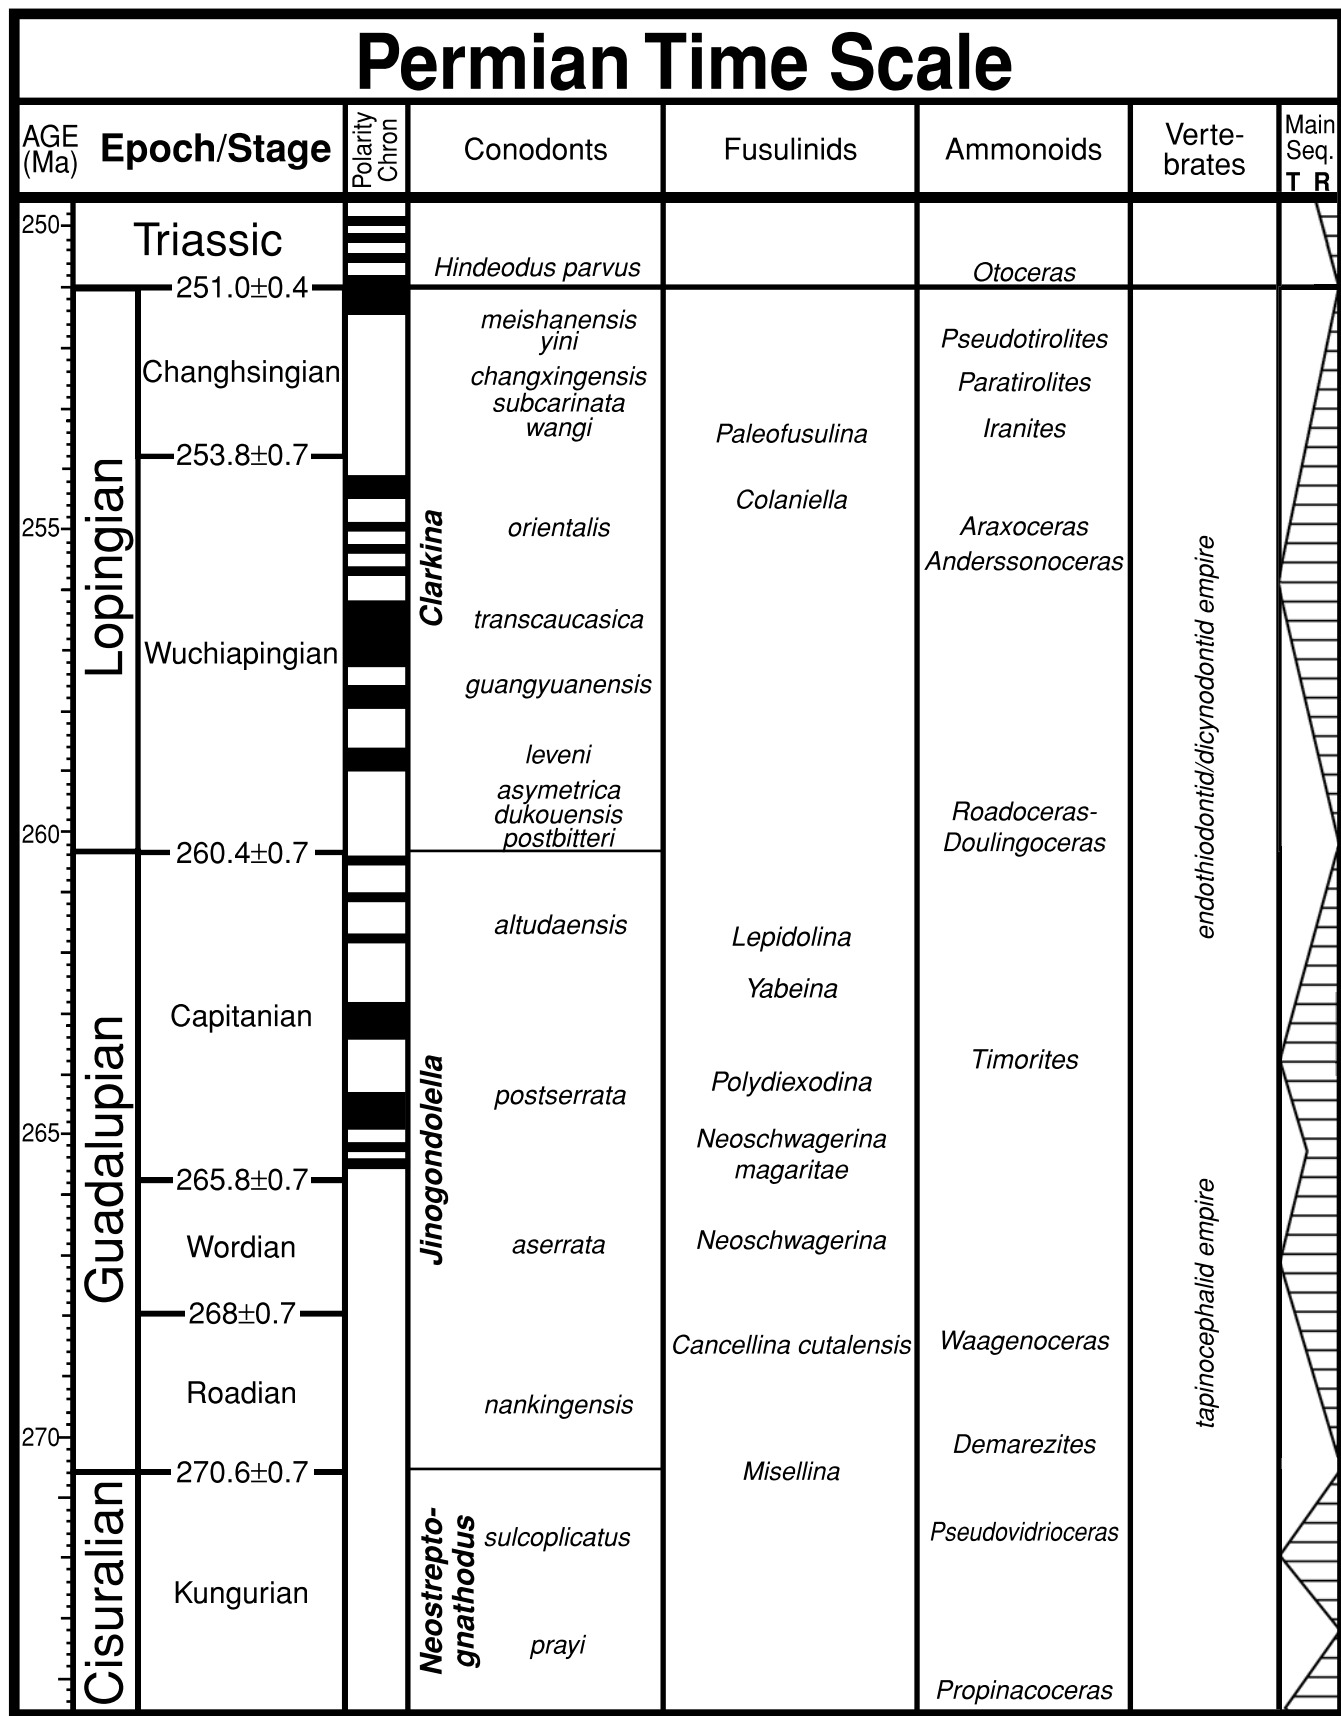 Permian Time Scale
AGE
(Ma)
Epoch/Stage
Polarity
Chron
Conodonts
Fusulinids
Ammonoids
Verte-
brates
Main
Seq.
T R
250
255
260
265
270
Triassic
251.0±0.4
Lopingian
Changhsingian
253.8±0.7
Wuchiapingian
260.4±0.7
Guadalupian
Capitanian
265.8±0.7
Wordian
268±0.7
Roadian
270.6±0.7
Cisuralian
Kungurian
Hindeodus parvus
Clarkina
meishanensis
yini
changxingensis
subcarinata
wangi
orientalis
transcaucasica
guangyuanensis
leveni
asymetrica
dukouensis
postbitteri
Jinogondolella
altudaensis
postserrata
aserrata
nankingensis
Neostrepto-
gnathodus
sulcoplicatus
prayi
Paleofusulina
Colaniella
Lepidolina
Yabeina
Polydiexodina
Neoschwagerina
magaritae
Neoschwagerina
Cancellina cutalensis
Misellina
Otoceras
Pseudotirolites
Paratirolites
Iranites
Araxoceras
Anderssonoceras
Roadoceras-
Doulingoceras
Timorites
Waagenoceras
Demarezites
Pseudovidrioceras
Propinacoceras
endothiodontid/dicynodontid empire
tapinocephalid empire